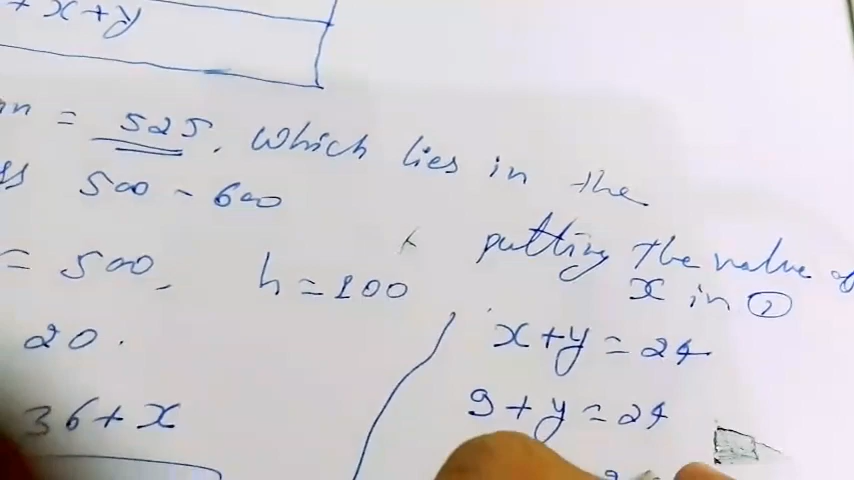 + x + y
an = 525, which lies in the
ss 500 - 600
= 500, h = 100
20.
36 + x
putting the value of
x in ②
x + y = 24
9 + y = 24